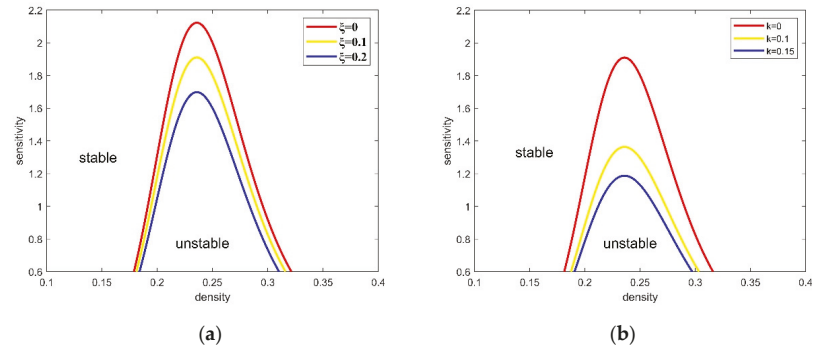 2.2
2
1.8
1.6
1.4
1.2
1
0.8
0.6
sensitivity
0.1
0.15
0.2
0.25
0.3
0.35
0.4
density
stable
unstable
ξ=0
ξ=0.1
ξ=0.2
(a)
2.2
2
1.8
1.6
1.4
1.2
1
0.8
0.6
sensitivity
0.1
0.15
0.2
0.25
0.3
0.35
0.4
density
stable
unstable
k=0
k=0.1
k=0.15
(b)